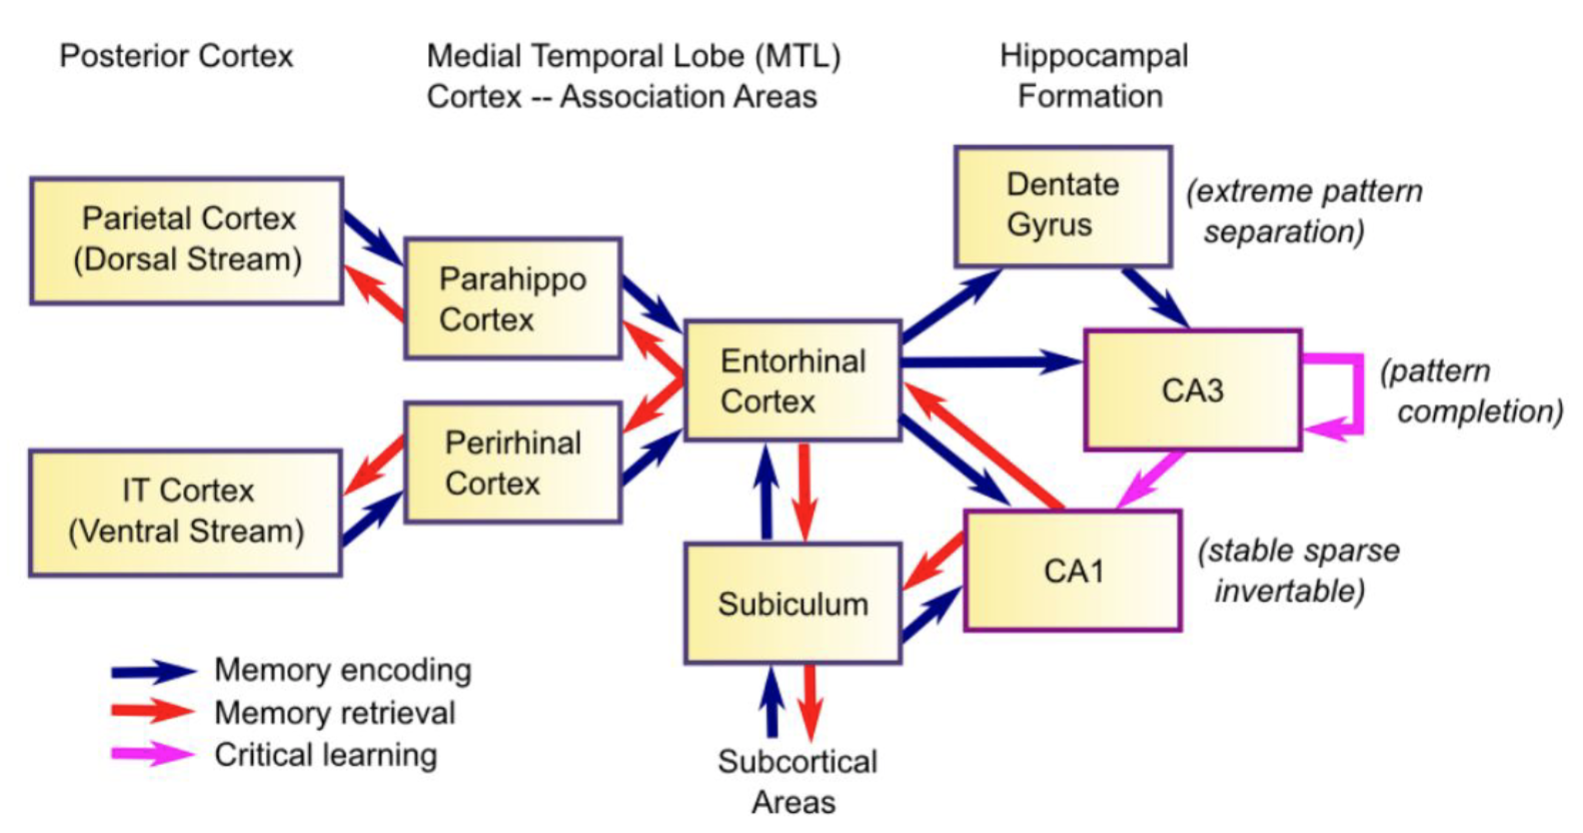 Posterior Cortex
Medial Temporal Lobe (MTL)
Cortex -- Association Areas
Hippocampal
Formation
Parietal Cortex
(Dorsal Stream)
Parahippo
Cortex
Dentate
Gyrus
(extreme pattern
separation)
Entorhinal
Cortex
CA3
(pattern
completion)
IT Cortex
(Ventral Stream)
Perirhinal
Cortex
Subiculum
CA1
(stable sparse
invertable)
Memory encoding
Memory retrieval
Critical learning
Subcortical
Areas